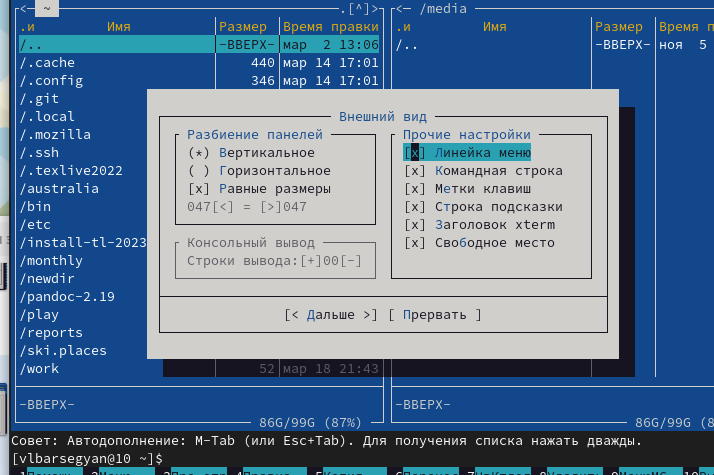 <─ ~ .[^]>
<─ /media
.и Имя Размер Время правки
.и Имя Размер Время п
/.. -ВВЕРХ- мар 2 13:06
/.. -ВВЕРХ- ноя 5
/.cache 440 мар 14 17:01
/.config 346 мар 14 17:01
/.git
/.local
/.mozilla
/.ssh
/.texlive2022
/australia
/bin
/etc
/install-tl-2023
/monthly
/newdir
/pandoc-2.19
/play
/reports
/ski.places
/work 52 мар 18 21:43
Внешний вид
Разбиение панелей
(*) Вертикальное
( ) Горизонтальное
[x] Равные размеры
047[<] = [>]047
Консольный вывод
Строки вывода:[+]00[-]
Прочие настройки
[x] Линейка меню
[x] Командная строка
[x] Метки клавиш
[x] Строка подсказки
[x] Заголовок xterm
[x] Свободное место
[< Дальше >] [ Прервать ]
-ВВЕРХ-
-ВВЕРХ-
86G/99G (87%)
86G/99G (8
Совет: Автодополнение: M-Tab (или Esc+Tab). Для получения списка нажать дважды.
[vlbarsegyan@10 ~]$